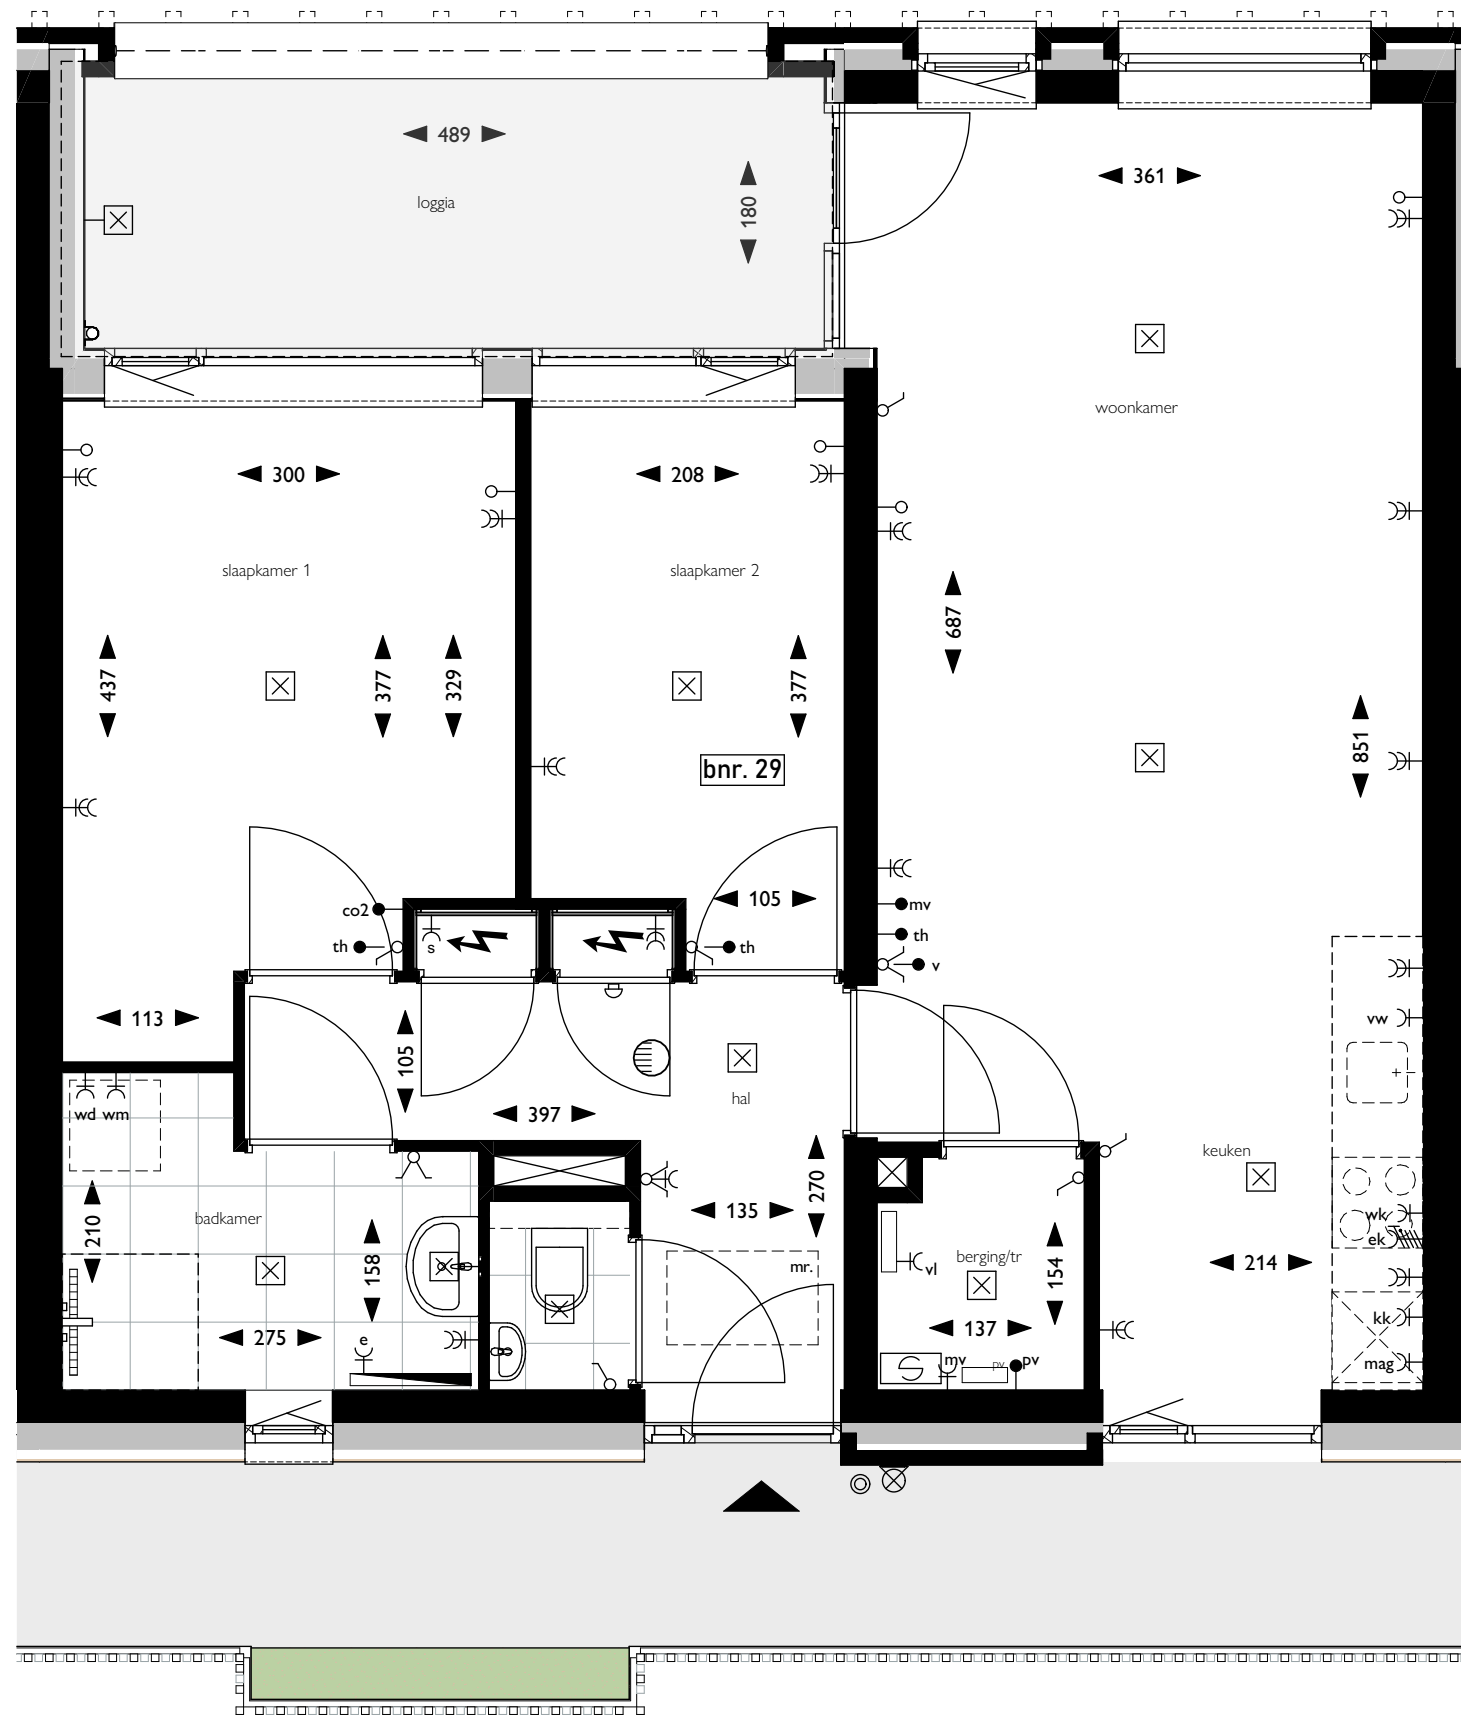 489
361
180
loggia
woonkamer
300
208
slaapkamer 1
slaapkamer 2
687
437
377
329
377
851
bnr. 29
105
co2
mv
th
s
th
th
v
113
105
vw
wd wm
hal
397
keuken
270
135
210
badkamer
wk
ek
158
berging/tr
154
214
mr.
vl
kk
275
e
137
mv
pv
pv
mag